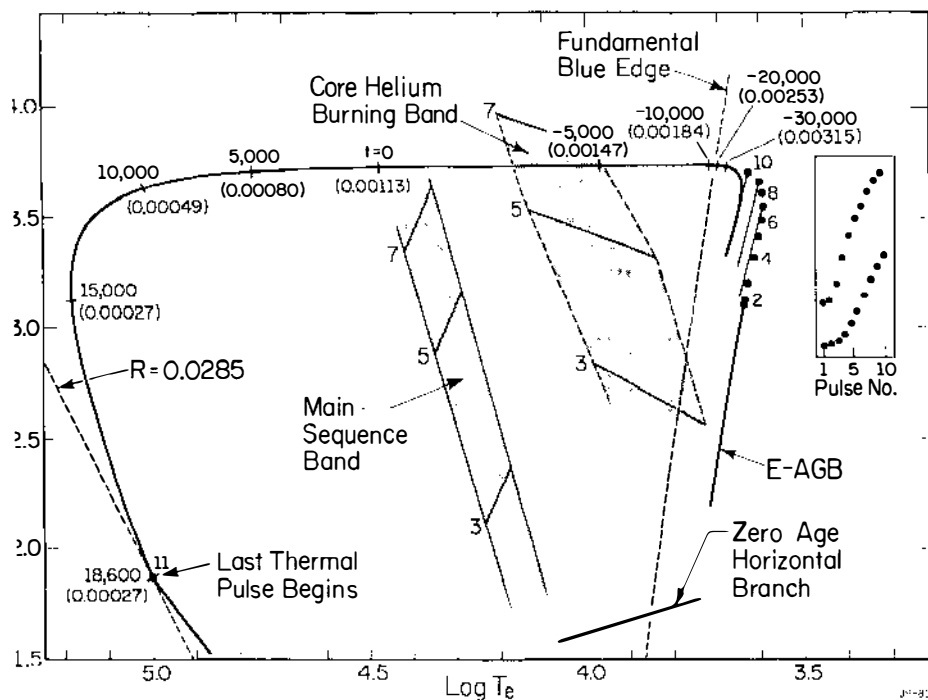 Fundamental
Blue Edge
-20,000
(0.00253)
Core Helium
Burning Band
-10,000
(0.00184)
-30,000
(0.00315)
4.0
7
-5,000
(0.00147)
t=0
(0.00113)
5,000
(0.00080)
10,000
(0.00049)
10
8
6
4
2
3.5
7
5
15,000
(0.00027)
3.0
R = 0.0285
5
3
1 5 10
Pulse No.
Main
Sequence
Band
2.5
E-AGB
3
Zero Age
Horizontal
Branch
2.0
11
18,600
(0.00027)
Last Thermal
Pulse Begins
1.5
5.0 4.5 4.0 3.5
Log Te